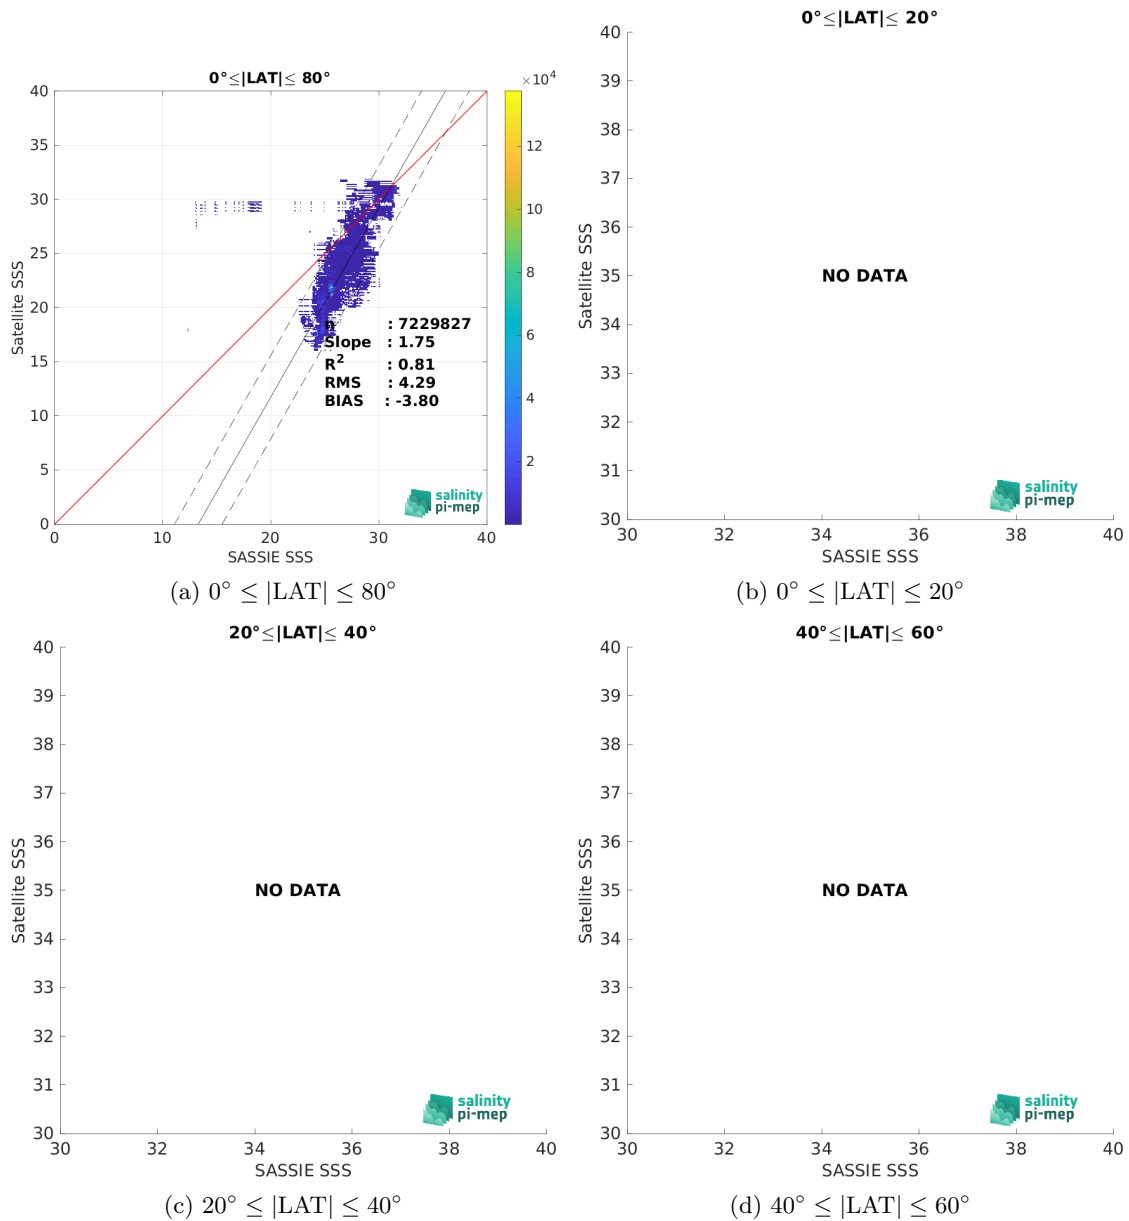 0°≤|LAT|≤ 80°
×10⁴
40
35
30
25
20
15
10
5
0
Satellite SSS
12
10
8
6
4
2
n : 7229827
Slope : 1.75
R² : 0.81
RMS : 4.29
BIAS : -3.80
salinity
pi-mep
0 10 20 30 40
SASSIE SSS
(a) 0° ≤ |LAT| ≤ 80°
0°≤|LAT|≤ 20°
40
39
38
37
36
35
34
33
32
31
30
Satellite SSS
NO DATA
salinity
pi-mep
30 32 34 36 38 40
SASSIE SSS
(b) 0° ≤ |LAT| ≤ 20°
20°≤|LAT|≤ 40°
40
39
38
37
36
35
34
33
32
31
30
Satellite SSS
NO DATA
salinity
pi-mep
30 32 34 36 38 40
SASSIE SSS
(c) 20° ≤ |LAT| ≤ 40°
40°≤|LAT|≤ 60°
40
39
38
37
36
35
34
33
32
31
30
Satellite SSS
NO DATA
salinity
pi-mep
30 32 34 36 38 40
SASSIE SSS
(d) 40° ≤ |LAT| ≤ 60°